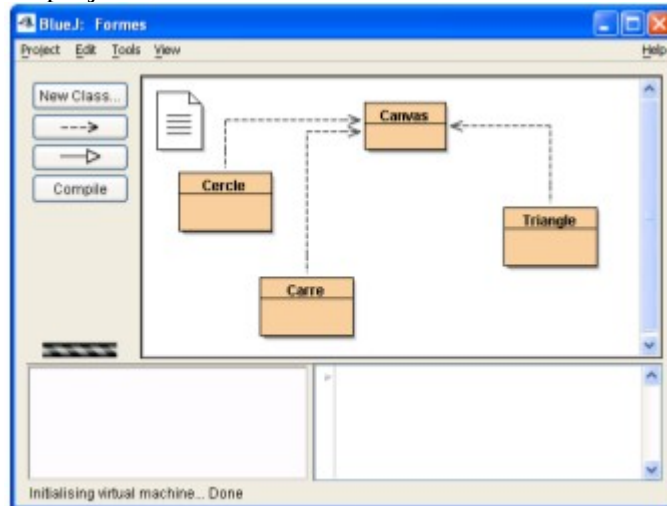 BlueJ: Formes
Project Edit Tools View Help
New Class...
Compile
Canvas
Cercle
Triangle
Carre
Initialising virtual machine... Done